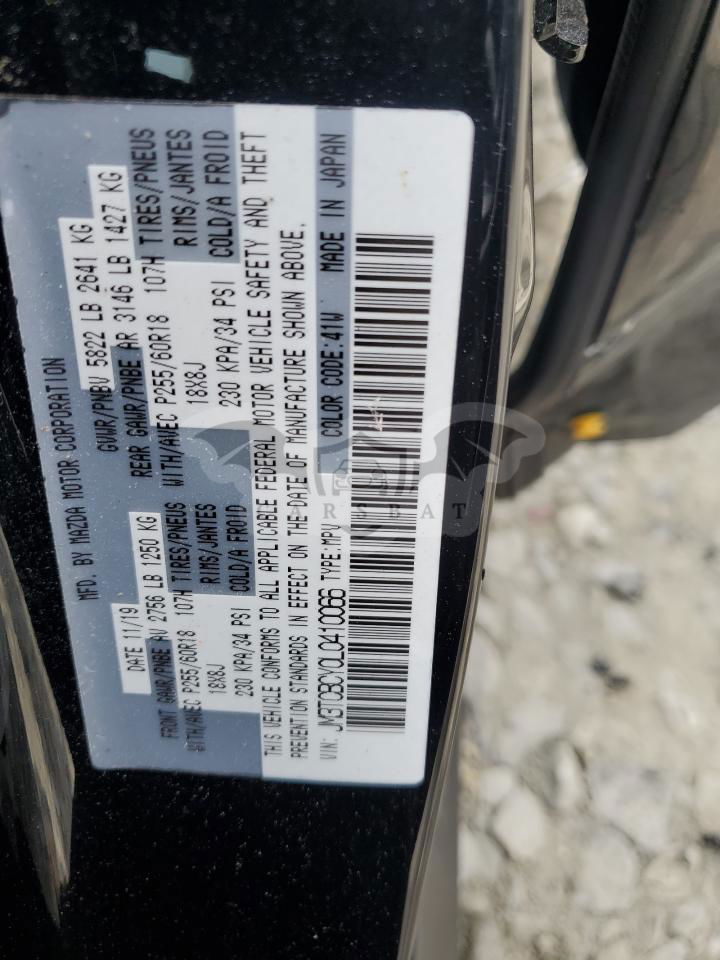 MFD. BY MAZDA MOTOR CORPORATION
DATE 11/19 GVWR/PNBV 5822 LB 2641 KG
FRONT GAWR/PNBE AV 2756 LB 1250 KG REAR GAWR/PNBE AR 3146 LB 1427 KG
WITH/AVEC P255/60R18 107H TIRES/PNEUS WITH/AVEC P255/60R18 107H TIRES/PNEUS
18X8J RIMS/JANTES 18X8J RIMS/JANTES
230 KPA/34 PSI COLD/A FROID 230 KPA/34 PSI COLD/A FROID
THIS VEHICLE CONFORMS TO ALL APPLICABLE FEDERAL MOTOR VEHICLE SAFETY AND THEFT
PREVENTION STANDARDS IN EFFECT ON THE DATE OF MANUFACTURE SHOWN ABOVE.
VIN: JM3TCBCY0L0410066 TYPE:MPV COLOR CODE:41W MADE IN JAPAN
CARSBAT